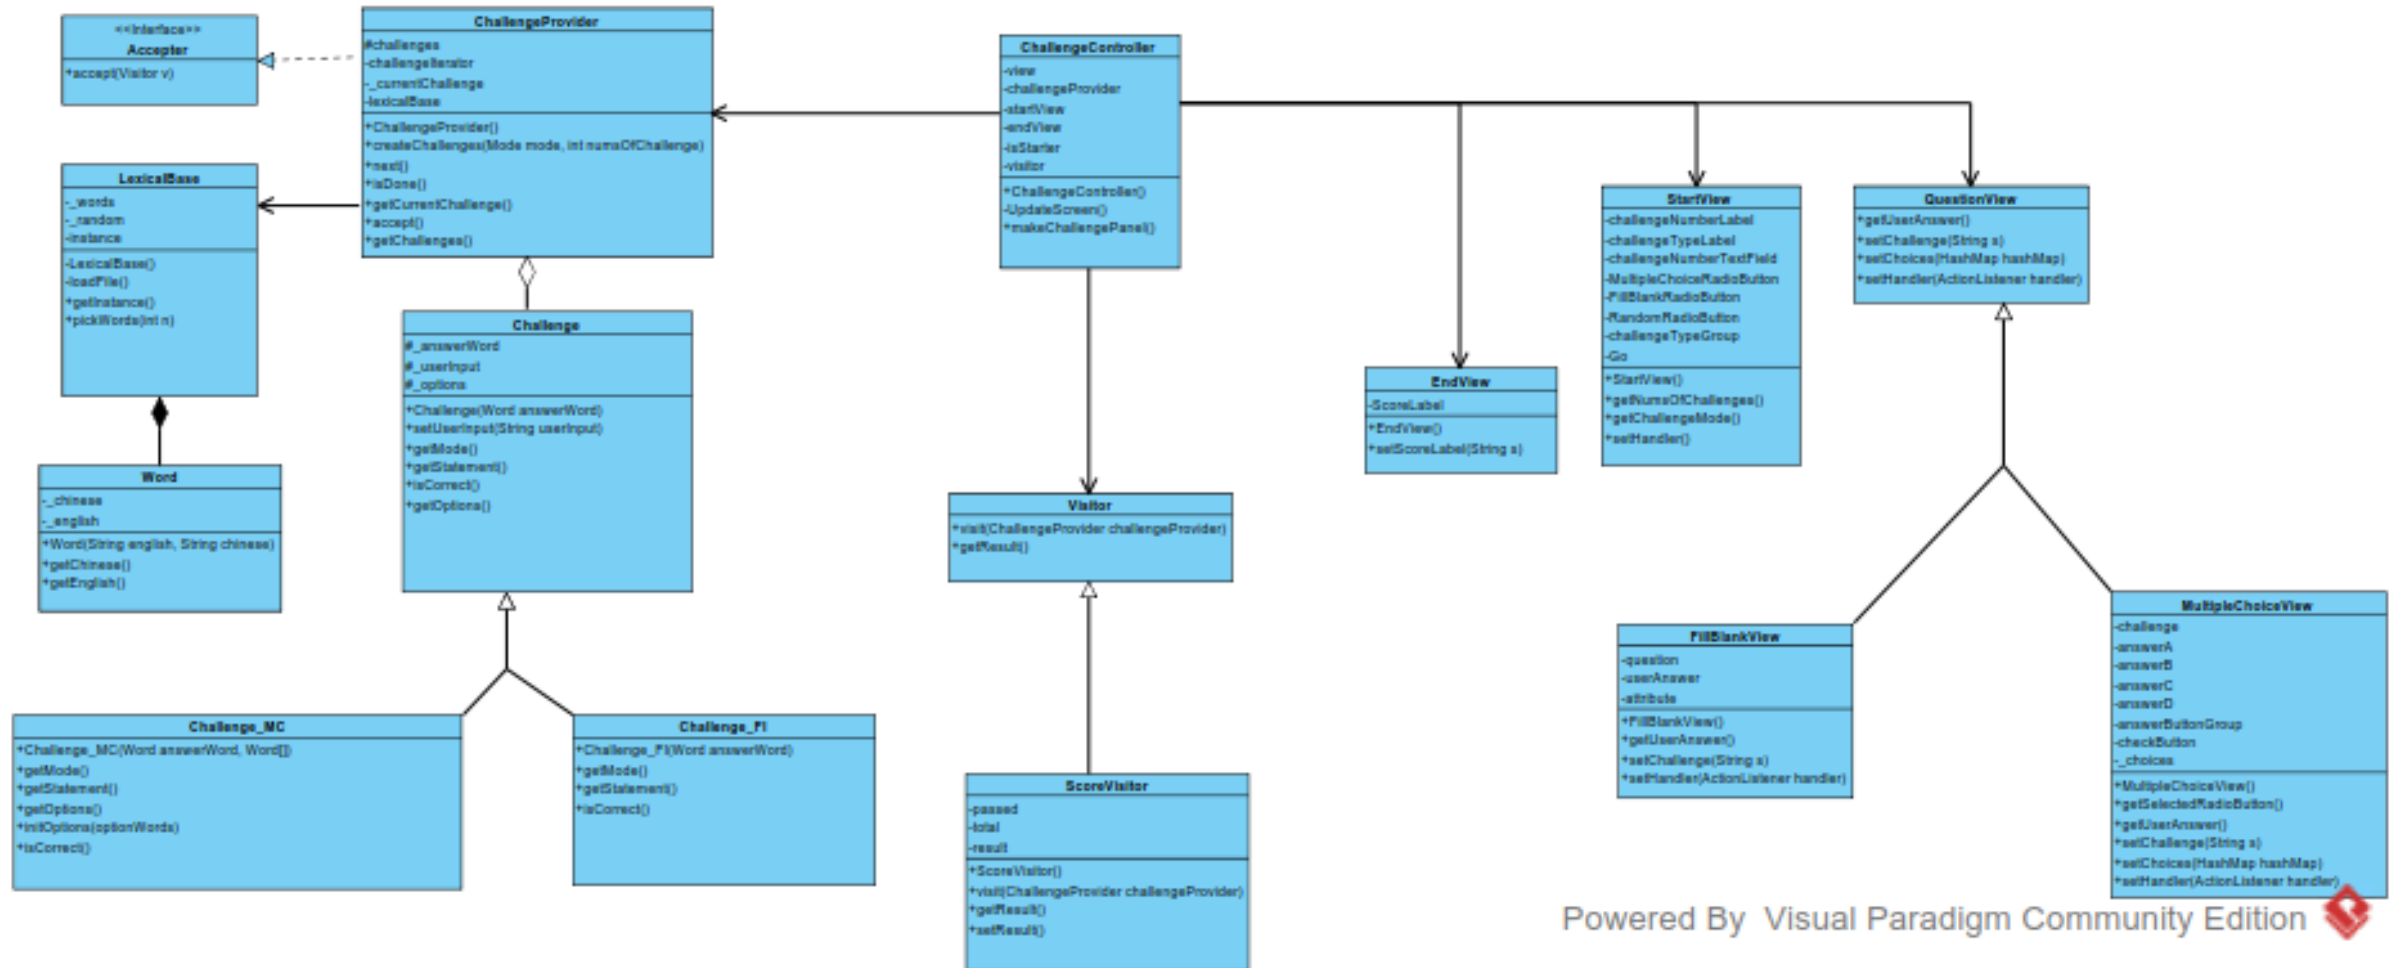 <<Interface>>
Accepter
+accept(Visitor v)
ChallengeProvider
#challenges
-challengeIterator
-_currentChallenge
-lexicalBase
+ChallengeProvider()
+createChallenges(Mode mode, int numsOfChallenge)
+next()
+isDone()
+getCurrentChallenge()
+accept()
+getChallenges()
ChallengeController
-view
-challengeProvider
-startView
-endView
-isStarter
-visitor
+ChallengeController()
-UpdateScreen()
+makeChallengePanel()
LexicalBase
-_words
-_random
-instance
-LexicalBase()
-loadFile()
+getInstance()
+pickWords(int n)
StartView
-challengeNumberLabel
-challengeTypeLabel
-challengeNumberTextField
-MultipleChoiceRadioButton
-FillBlankRadioButton
-RandomRadioButton
-challengeTypeGroup
-Go
+StartView()
+getNumsOfChallenges()
+getChallengeMode()
+setHandler()
QuestionView
+getUserAnswer()
+setChallenge(String s)
+setChoices(HashMap hashMap)
+setHandler(ActionListener handler)
Challenge
#_answerWord
#_userInput
#_options
+Challenge(Word answerWord)
+setUserInput(String userInput)
+getMode()
+getStatement()
+isCorrect()
+getOptions()
EndView
-ScoreLabel
+EndView()
+setScoreLabel(String s)
Word
-_chinese
-_english
+Word(String english, String chinese)
+getChinese()
+getEnglish()
Visitor
+visit(ChallengeProvider challengeProvider)
+getResult()
FillBlankView
-question
-userAnswer
-attribute
+FillBlankView()
+getUserAnswer()
+setChallenge(String s)
+setHandler(ActionListener handler)
MultipleChoiceView
-challenge
-answerA
-answerB
-answerC
-answerD
-answerButtonGroup
-checkButton
-_choices
+MultipleChoiceView()
+getSelectedRadioButton()
+getUserAnswer()
+setChallenge(String s)
+setChoices(HashMap hashMap)
+setHandler(ActionListener handler)
Challenge_MC
+Challenge_MC(Word answerWord, Word[])
+getMode()
+getStatement()
+getOptions()
+initOptions(optionWords)
+isCorrect()
Challenge_FI
+Challenge_FI(Word answerWord)
+getMode()
+getStatement()
+isCorrect()
ScoreVisitor
-passed
-total
-result
+ScoreVisitor()
+visit(ChallengeProvider challengeProvider)
+getResult()
+setResult()
Powered By Visual Paradigm Community Edition